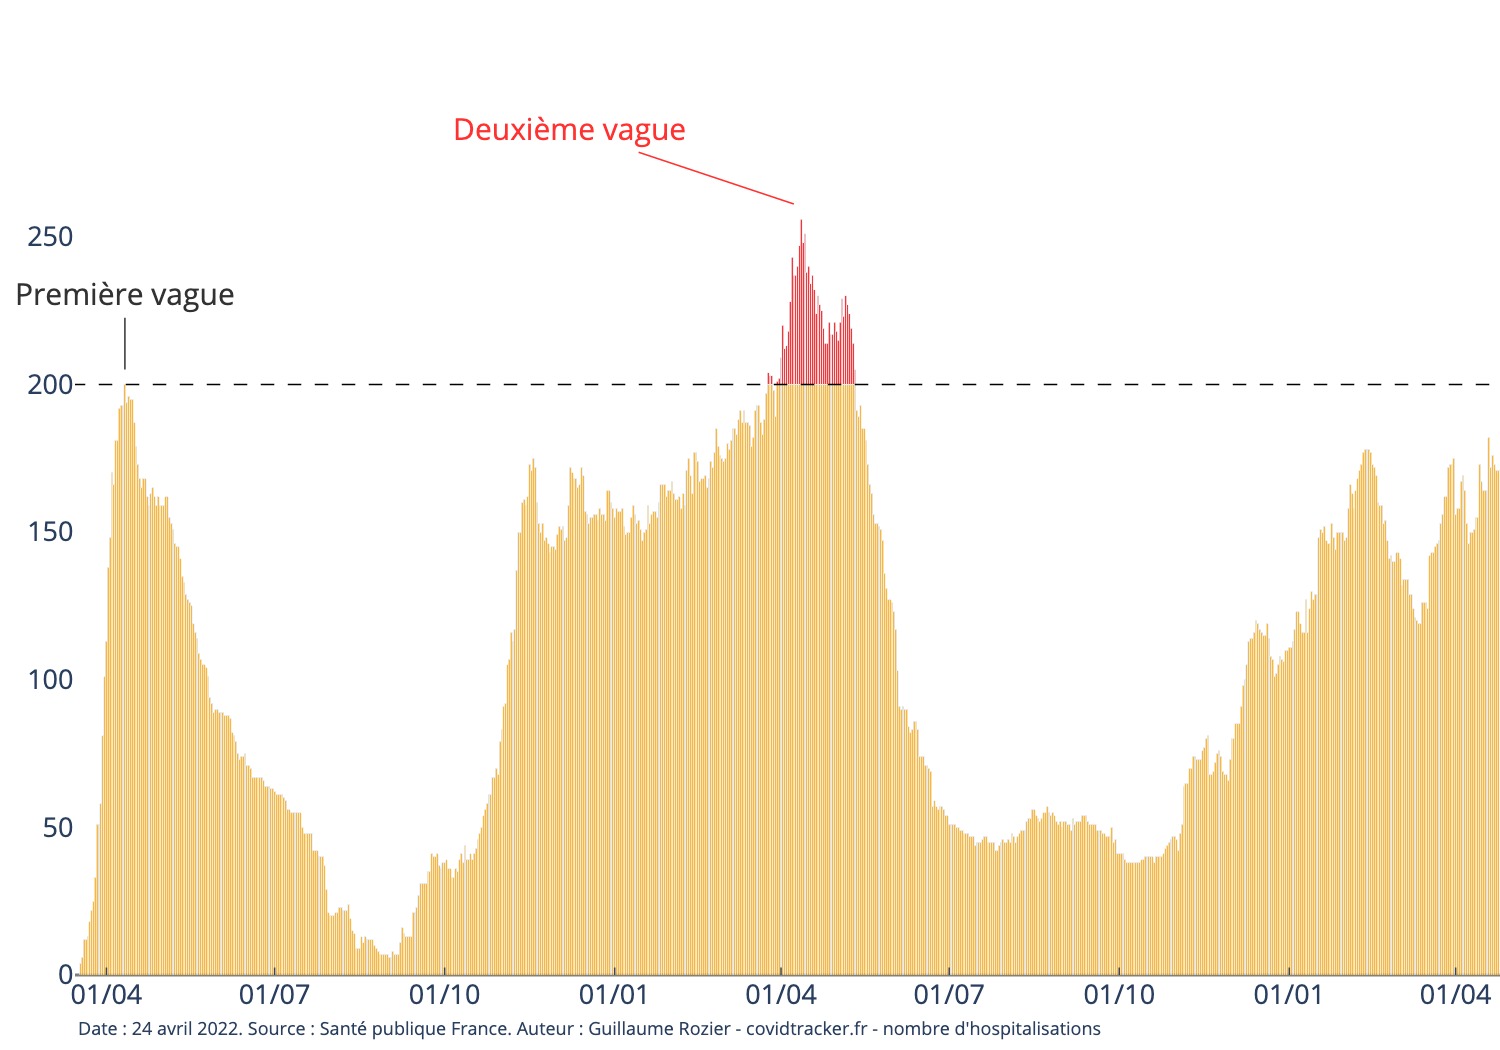 Deuxième vague
250
Première vague
200
150
100
50
0
01/04 01/07 01/10 01/01 01/04 01/07 01/10 01/01 01/04
Date : 24 avril 2022. Source : Santé publique France. Auteur : Guillaume Rozier - covidtracker.fr - nombre d'hospitalisations